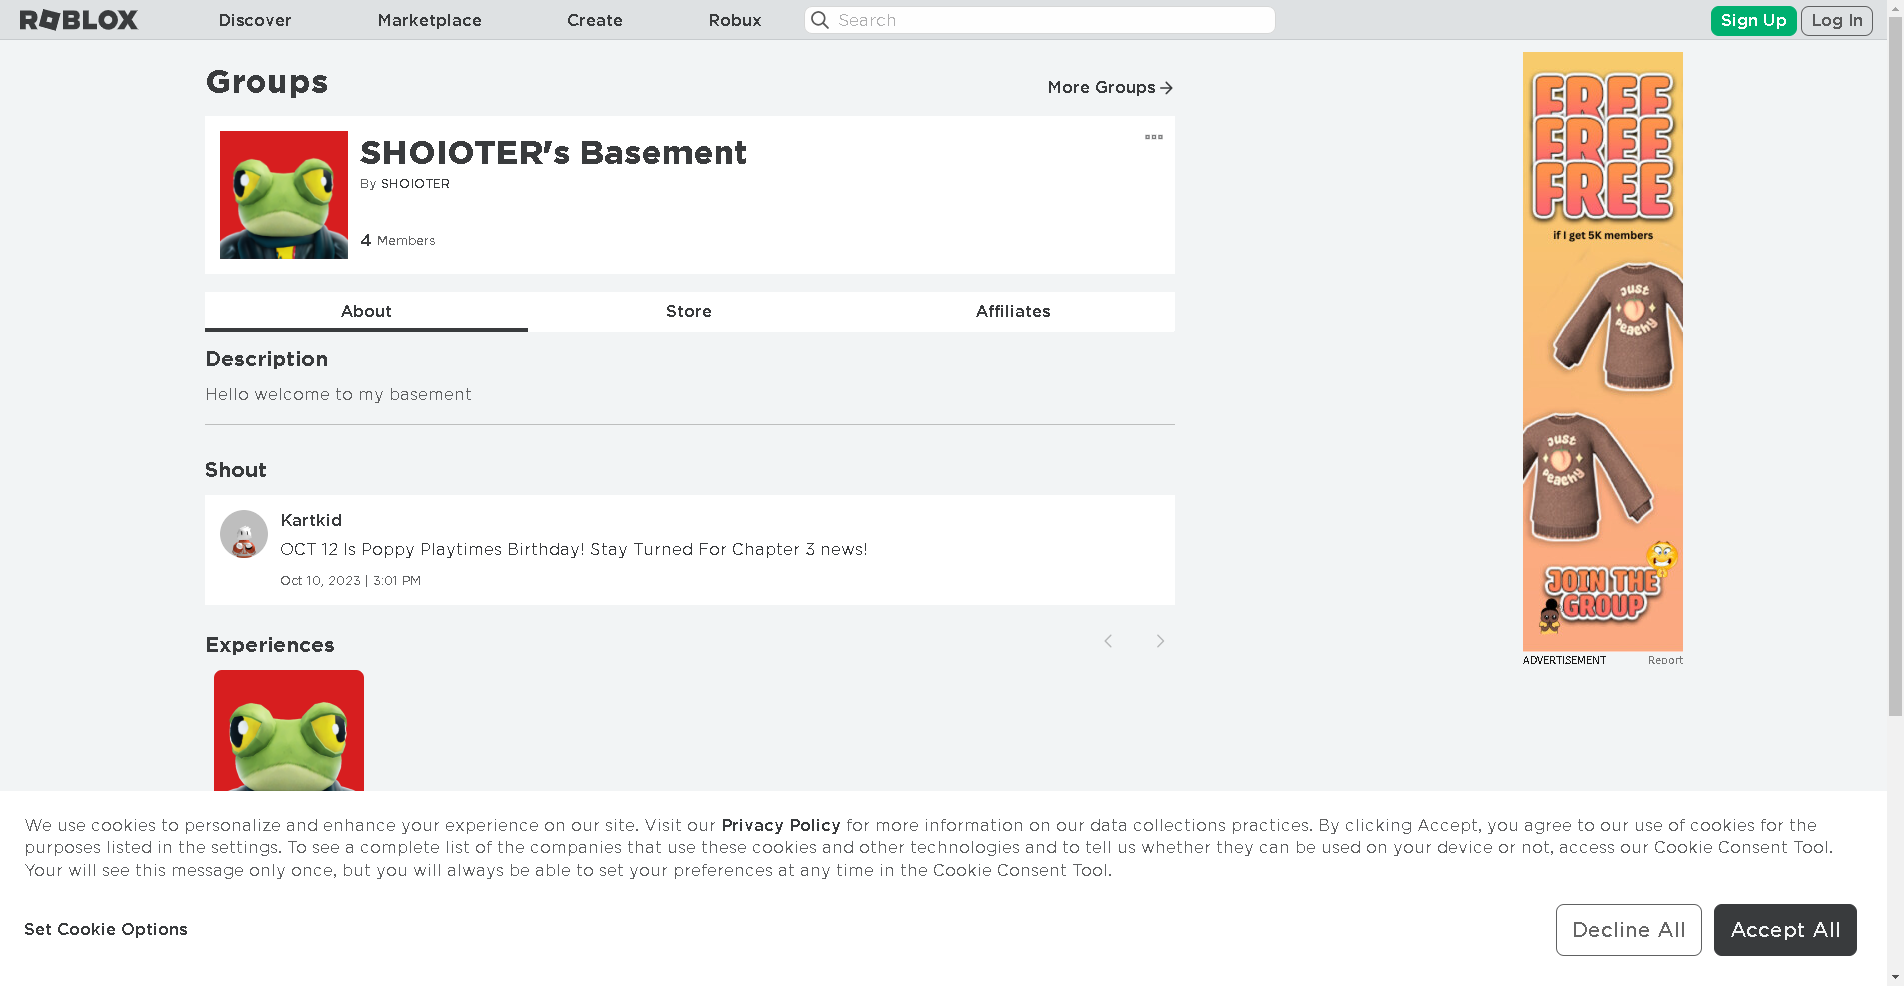 ROBLOX
Discover
Marketplace
Create
Robux
Search
Sign Up
Log In
Groups
More Groups
SHOIOTER's Basement
By SHOIOTER
4 Members
About
Store
Affiliates
Description
Hello welcome to my basement
Shout
Kartkid
OCT 12 Is Poppy Playtimes Birthday! Stay Turned For Chapter 3 news!
Oct 10, 2023 | 3:01 PM
Experiences
FREE
FREE
FREE
if I get 5K members
JUST
Peachy
JUST
Peachy
JOIN THE
GROUP
ADVERTISEMENT
Report
We use cookies to personalize and enhance your experience on our site. Visit our Privacy Policy for more information on our data collections practices. By clicking Accept, you agree to our use of cookies for the
purposes listed in the settings. To see a complete list of the companies that use these cookies and other technologies and to tell us whether they can be used on your device or not, access our Cookie Consent Tool.
Your will see this message only once, but you will always be able to set your preferences at any time in the Cookie Consent Tool.
Set Cookie Options
Decline All
Accept All